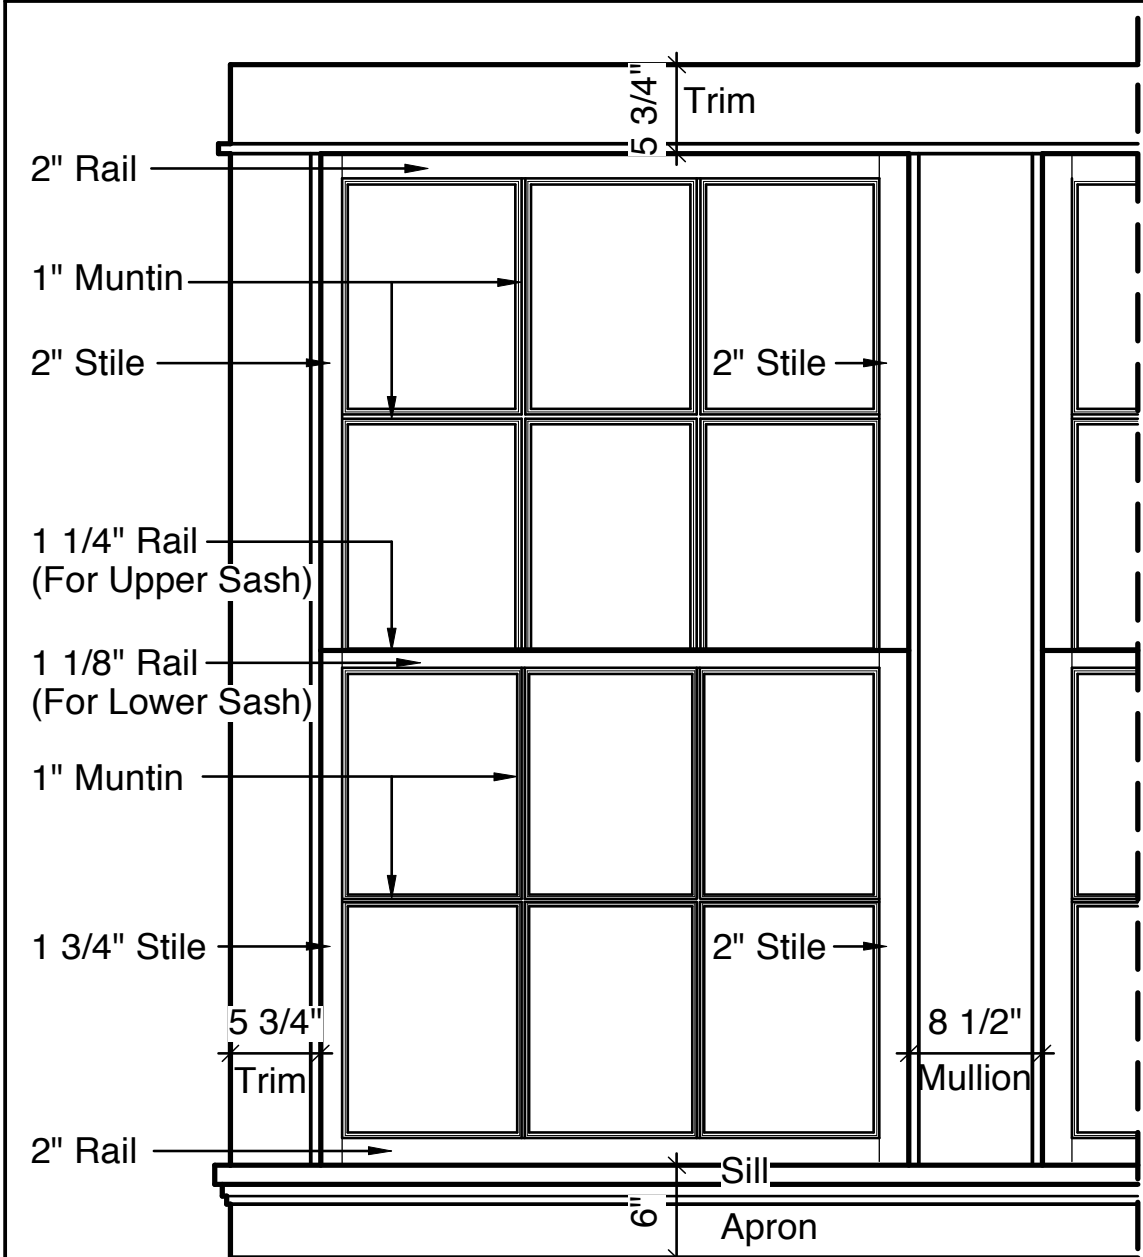 5 3/4"
Trim
2" Rail
1" Muntin
2" Stile
2" Stile
1 1/4" Rail
(For Upper Sash)
1 1/8" Rail
(For Lower Sash)
1" Muntin
1 3/4" Stile
2" Stile
5 3/4"
Trim
8 1/2"
Mullion
2" Rail
Sill
6"
Apron